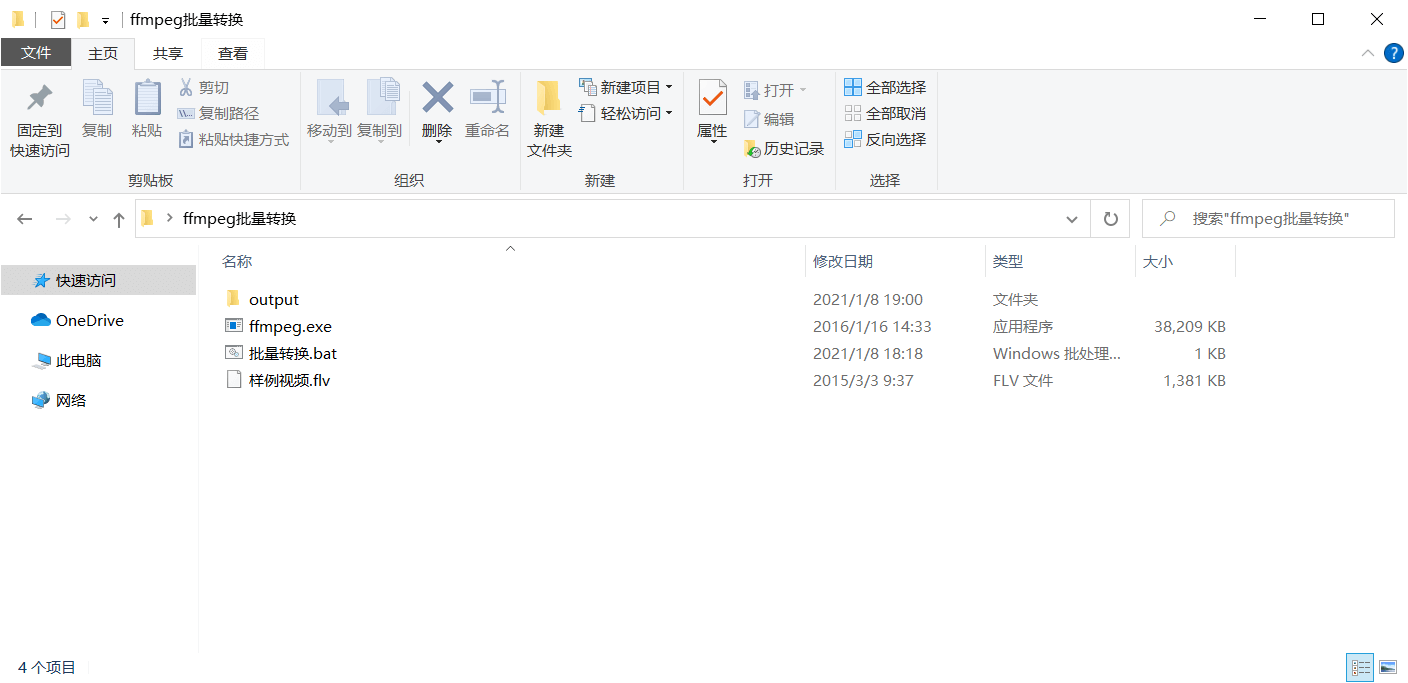 ffmpeg批量转换
文件 主页 共享 查看
固定到
快速访问
复制
粘贴
剪切
复制路径
粘贴快捷方式
剪贴板
移动到
复制到
删除
重命名
组织
新建
文件夹
新建项目
轻松访问
新建
属性
打开
编辑
历史记录
打开
全部选择
全部取消
反向选择
选择
ffmpeg批量转换
搜索"ffmpeg批量转换"
快速访问
OneDrive
此电脑
网络
名称 修改日期 类型 大小
output 2021/1/8 19:00 文件夹
ffmpeg.exe 2016/1/16 14:33 应用程序 38,209 KB
批量转换.bat 2021/1/8 18:18 Windows 批处理... 1 KB
样例视频.flv 2015/3/3 9:37 FLV 文件 1,381 KB
4 个项目